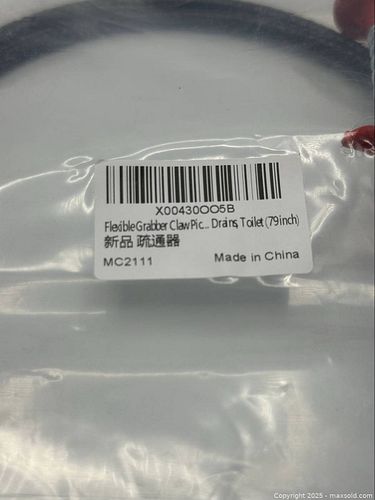 X00430OO5B
Flexible Grabber Claw Pic... Drains, Toilet (79 inch)
新品 疏通器
MC2111 Made in China
Copyright 2025 - maxsold.com